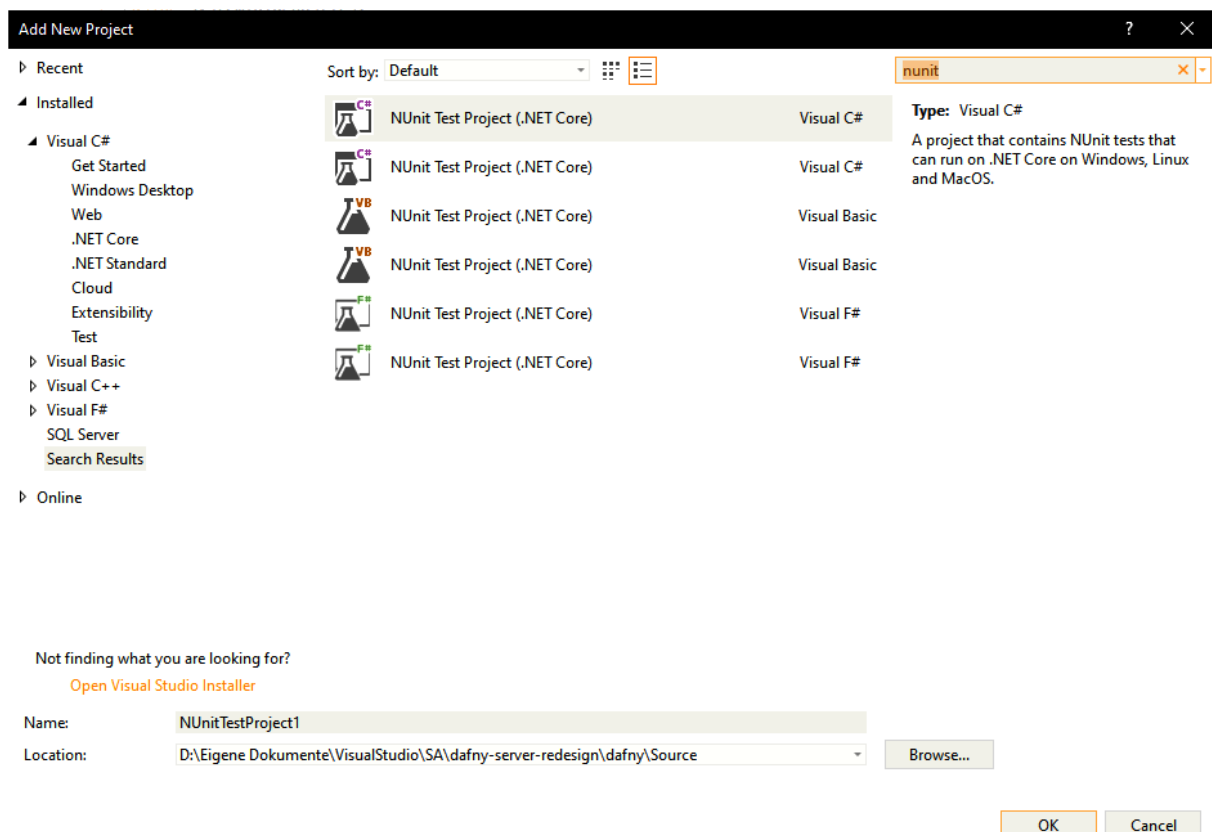 Add New Project
?
Recent
Installed
Visual C#
Get Started
Windows Desktop
Web
.NET Core
.NET Standard
Cloud
Extensibility
Test
Visual Basic
Visual C++
Visual F#
SQL Server
Search Results
Online
Sort by: Default
C# NUnit Test Project (.NET Core) Visual C#
C# NUnit Test Project (.NET Core) Visual C#
VB NUnit Test Project (.NET Core) Visual Basic
VB NUnit Test Project (.NET Core) Visual Basic
F# NUnit Test Project (.NET Core) Visual F#
F# NUnit Test Project (.NET Core) Visual F#
nunit
Type: Visual C#
A project that contains NUnit tests that
can run on .NET Core on Windows, Linux
and MacOS.
Not finding what you are looking for?
Open Visual Studio Installer
Name: NUnitTestProject1
Location: D:\Eigene Dokumente\VisualStudio\SA\dafny-server-redesign\dafny\Source Browse...
OK Cancel